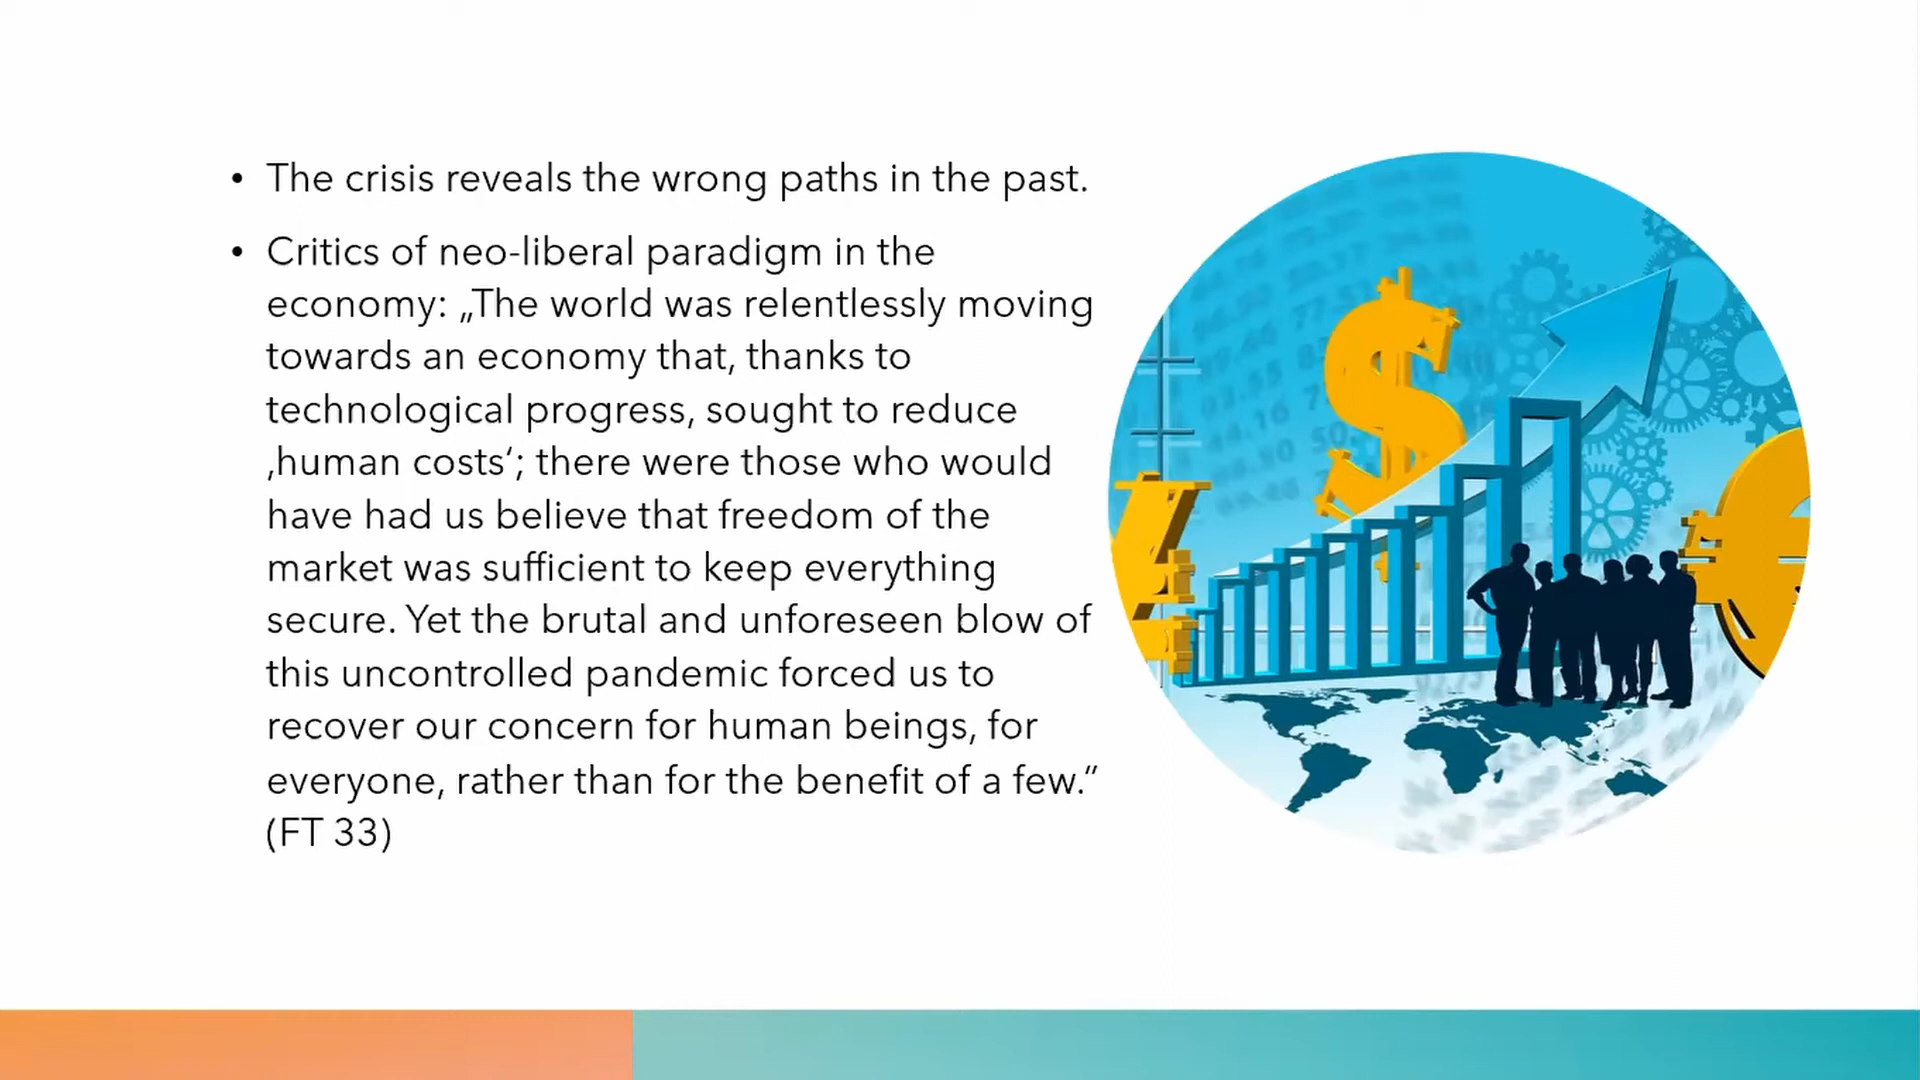 • The crisis reveals the wrong paths in the past.
• Critics of neo-liberal paradigm in the
economy: „The world was relentlessly moving
towards an economy that, thanks to
technological progress, sought to reduce
‚human costs‘; there were those who would
have had us believe that freedom of the
market was sufficient to keep everything
secure. Yet the brutal and unforeseen blow of
this uncontrolled pandemic forced us to
recover our concern for human beings, for
everyone, rather than for the benefit of a few.”
(FT 33)